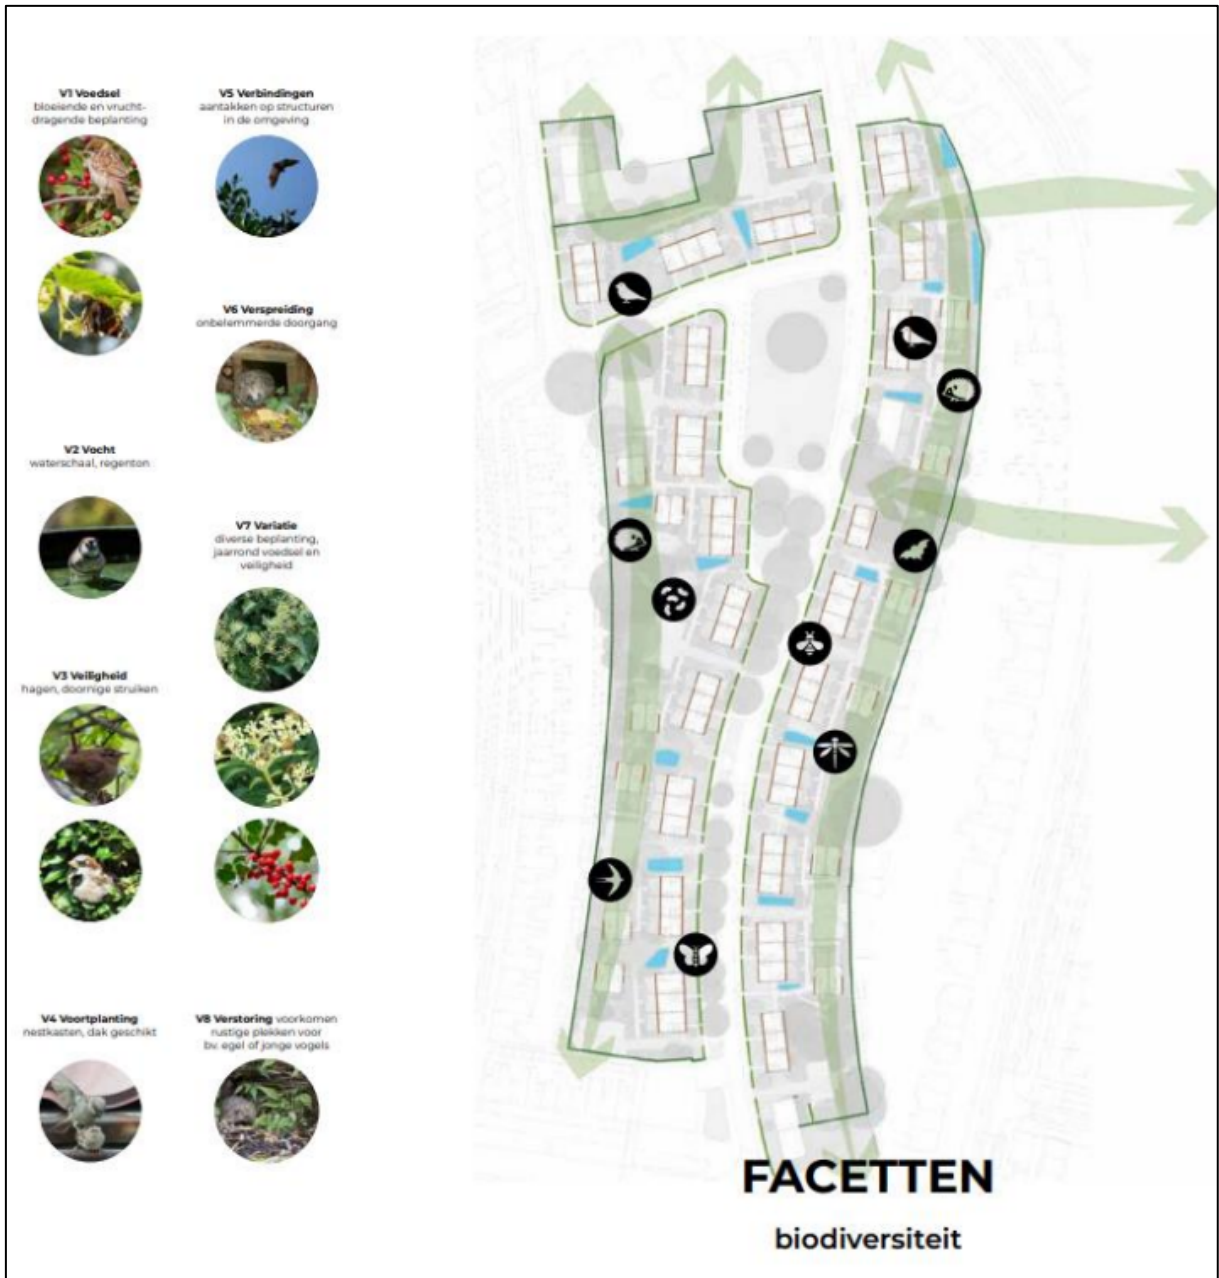 V1 Voedsel
bloeiende en vrucht-
dragende beplanting
V2 Vocht
waterschaal, regenton
V3 Veiligheid
hagen, doornige struiken
V4 Voortplanting
nestkasten, dak geschikt
V5 Verbindingen
aantakken op structuren
in de omgeving
V6 Verspreiding
onbelemmerde doorgang
V7 Variatie
diverse beplanting,
jaarrond voedsel en
veiligheid
V8 Verstoring voorkomen
rustige plekken voor
bv. egel of jonge vogels
FACETTEN
biodiversiteit